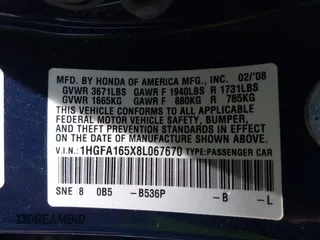 MFD. BY HONDA OF AMERICA MFG., INC. 02/'08
GVWR 3671LBS GAWR F 1940LBS R 1731LBS
GVWR 1665KG GAWR F 880KG R 785KG
THIS VEHICLE CONFORMS TO ALL APPLICABLE
FEDERAL MOTOR VEHICLE SAFETY, BUMPER,
AND THEFT PREVENTION STANDARDS IN EFFECT
ON THE DATE OF MANUFACTURE SHOWN ABOVE.
V.I.N.: 1HGFA165X8L067670 TYPE: PASSENGER CAR
SNE 8 0B5 -B536P -B -L
DREAMBID